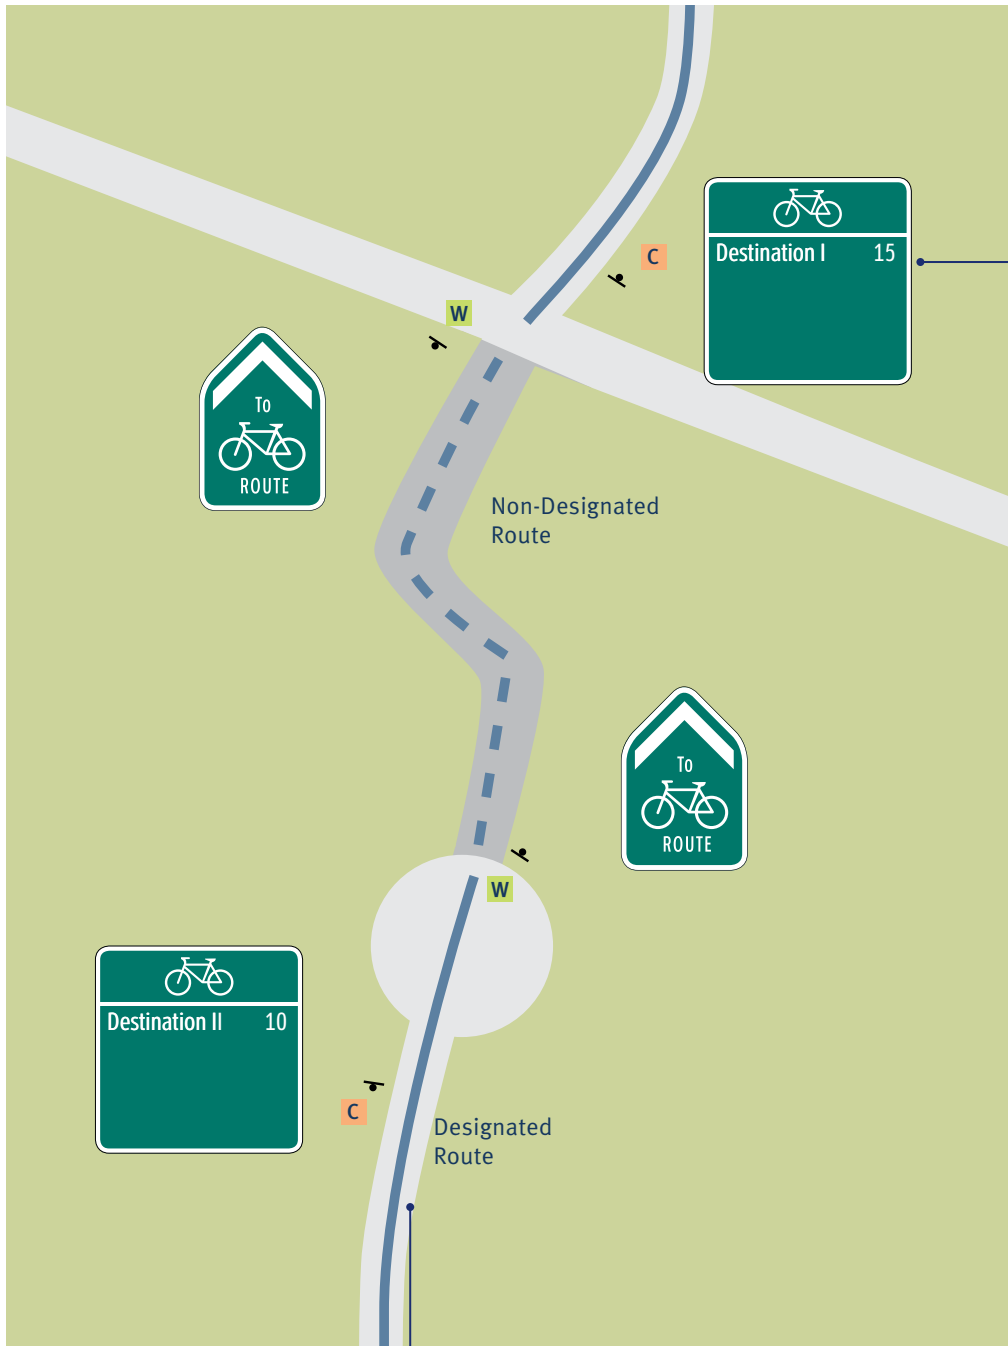 Destination I 15
C
W
To
ROUTE
Non-Designated
Route
To
ROUTE
W
Destination II 10
C
Designated
Route